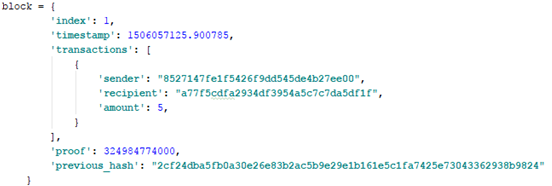 block = {
'index': 1,
'timestamp': 1506057125.900785,
'transactions': [
{
'sender': "8527147fe1f5426f9dd545de4b27ee00",
'recipient': "a77f5cdfa2934df3954a5c7c7da5df1f",
'amount': 5,
}
],
'proof': 324984774000,
'previous_hash': "2cf24dba5fb0a30e26e83b2ac5b9e29e1b161e5c1fa7425e73043362938b9824"
}